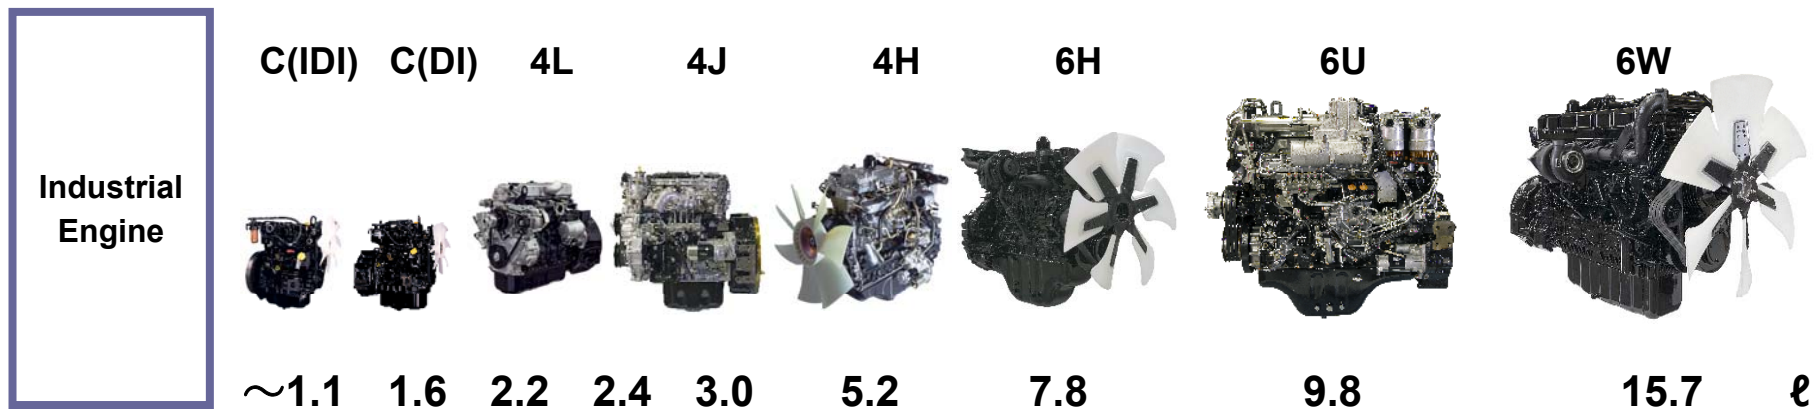 C(IDI) C(DI) 4L 4J 4H 6H 6U 6W
Industrial
Engine
～1.1 1.6 2.2 2.4 3.0 5.2 7.8 9.8 15.7 ℓ